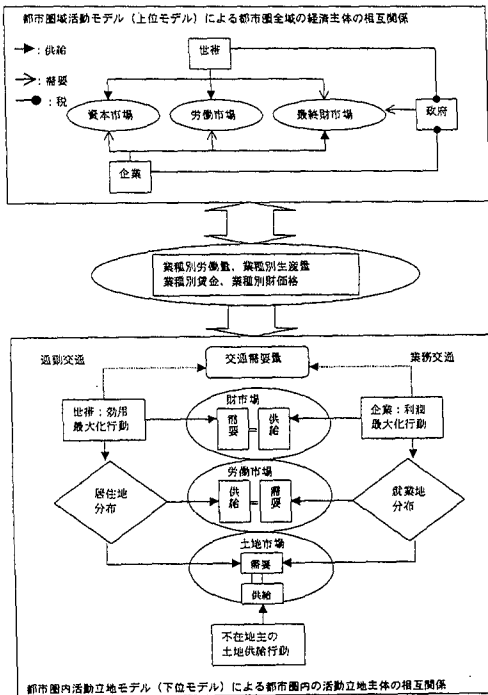 都市圏域活動モデル（上位モデル）による都市圏全域の経済主体の相互関係
：供給
：需要
：税
世帯
資本市場
労働市場
最終財市場
政府
企業
業種別労働量、業種別生産量
業種別賃金、業種別財価格
通勤交通
交通需要量
業務交通
財市場
世帯：効用
最大化行動
需要
供給
企業：利潤
最大化行動
労働市場
居住地
分布
供給
需要
就業地
分布
土地市場
需要
供給
不在地主の
土地供給行動
都市圏内活動立地モデル（下位モデル）による都市圏内の活動立地主体の相互関係